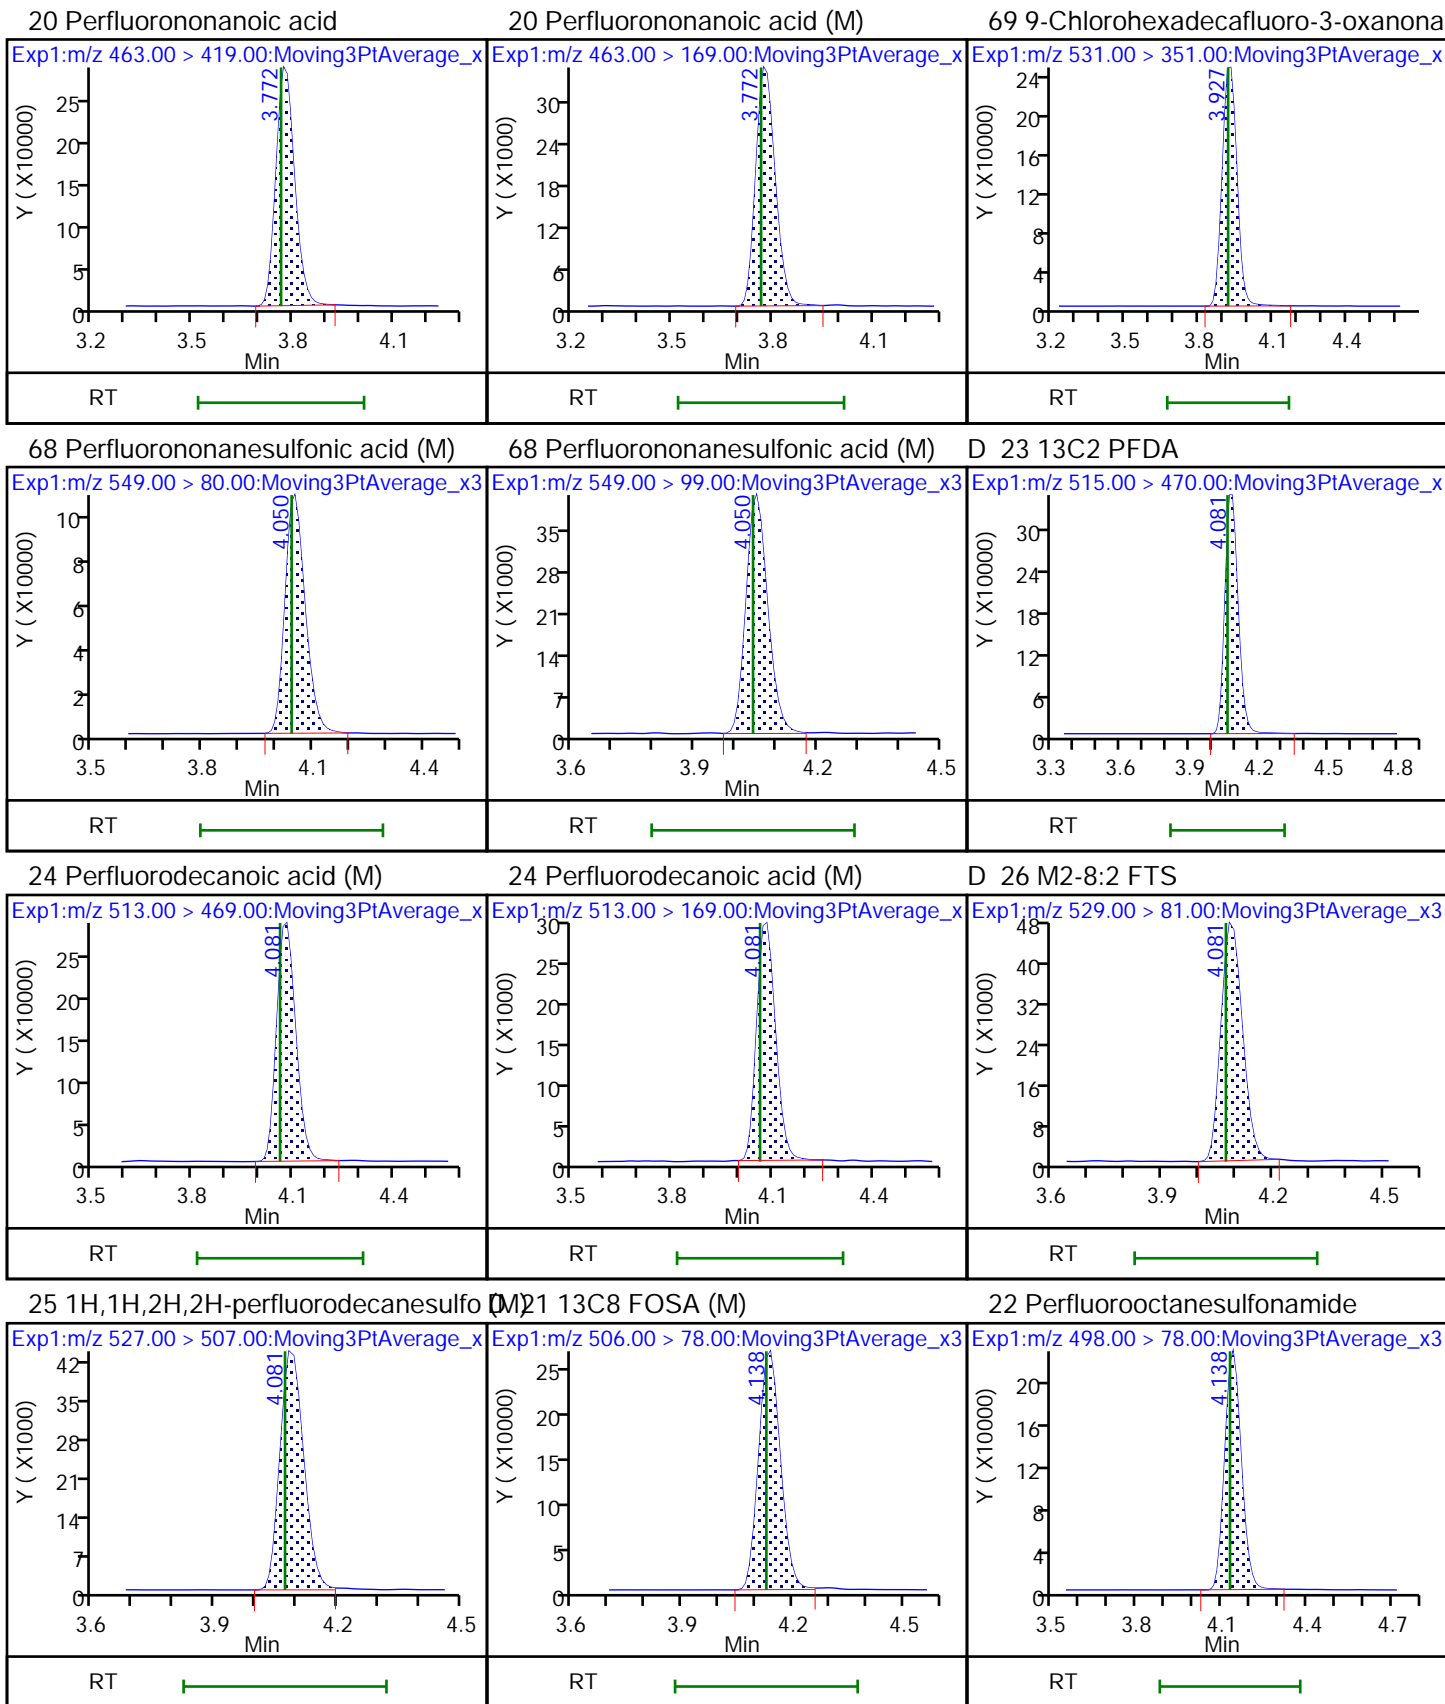 20 Perfluorononanoic acid
Exp1:m/z 463.00 > 419.00:Moving3PtAverage_x
3.772
Y ( X10000)
25
20
15
10
5
0
3.2 3.5 3.8 4.1
Min
RT
20 Perfluorononanoic acid (M)
Exp1:m/z 463.00 > 169.00:Moving3PtAverage_x
3.772
Y ( X1000)
30
24
18
12
6
0
3.2 3.5 3.8 4.1
Min
RT
69 9-Chlorohexadecafluoro-3-oxanona
Exp1:m/z 531.00 > 351.00:Moving3PtAverage_x
3.927
Y ( X10000)
24
20
16
12
8
4
0
3.2 3.5 3.8 4.1 4.4
Min
RT
68 Perfluorononanesulfonic acid (M)
Exp1:m/z 549.00 > 80.00:Moving3PtAverage_x3
4.050
Y ( X10000)
10
8
6
4
2
0
3.5 3.8 4.1 4.4
Min
RT
68 Perfluorononanesulfonic acid (M)
Exp1:m/z 549.00 > 99.00:Moving3PtAverage_x3
4.050
Y ( X1000)
35
28
21
14
7
0
3.6 3.9 4.2 4.5
Min
RT
D 23 13C2 PFDA
Exp1:m/z 515.00 > 470.00:Moving3PtAverage_x
4.081
Y ( X10000)
30
24
18
12
6
0
3.3 3.6 3.9 4.2 4.5 4.8
Min
RT
24 Perfluorodecanoic acid (M)
Exp1:m/z 513.00 > 469.00:Moving3PtAverage_x
4.081
Y ( X10000)
25
20
15
10
5
0
3.5 3.8 4.1 4.4
Min
RT
24 Perfluorodecanoic acid (M)
Exp1:m/z 513.00 > 169.00:Moving3PtAverage_x
4.081
Y ( X1000)
30
25
20
15
10
5
0
3.5 3.8 4.1 4.4
Min
RT
D 26 M2-8:2 FTS
Exp1:m/z 529.00 > 81.00:Moving3PtAverage_x3
4.081
Y ( X1000)
48
40
32
24
16
8
0
3.6 3.9 4.2 4.5
Min
RT
25 1H,1H,2H,2H-perfluorodecanesulfo (M)
Exp1:m/z 527.00 > 507.00:Moving3PtAverage_x
4.081
Y ( X10000)
42
35
28
21
14
7
0
3.6 3.9 4.2 4.5
Min
RT
D 21 13C8 FOSA (M)
Exp1:m/z 506.00 > 78.00:Moving3PtAverage_x3
4.138
Y ( X10000)
25
20
15
10
5
0
3.6 3.9 4.2 4.5
Min
RT
22 Perfluorooctanesulfonamide
Exp1:m/z 498.00 > 78.00:Moving3PtAverage_x3
4.138
Y ( X10000)
20
16
12
8
4
0
3.5 3.8 4.1 4.4 4.7
Min
RT